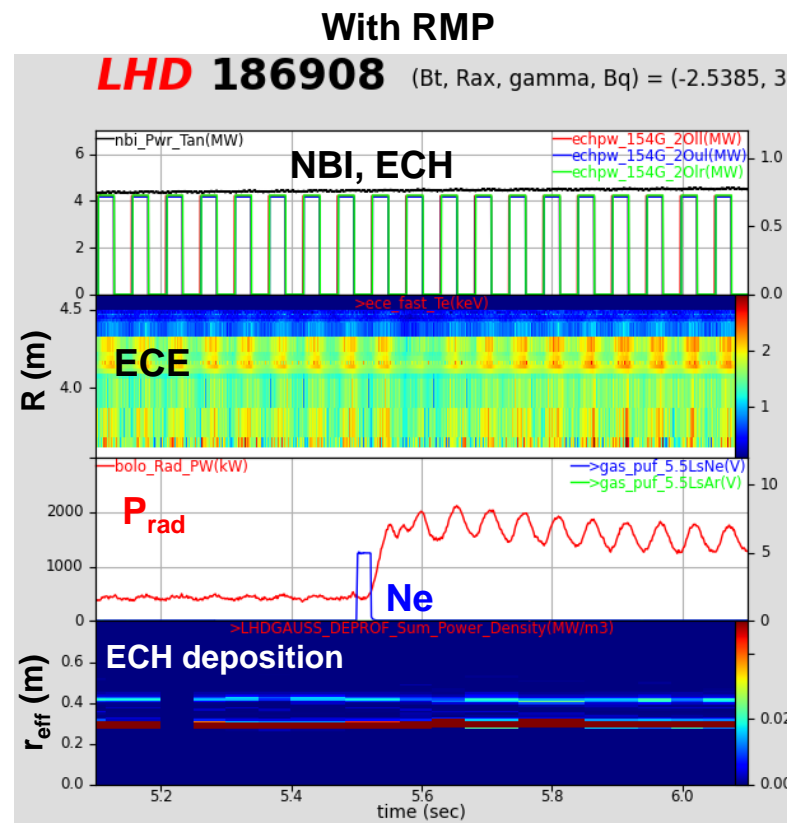 With RMP
LHD 186908 (Bt, Rax, gamma, Bq) = (-2.5385, 3
nbi_Pwr_Tan(MW)
echpw_154G_2Oll(MW)
echpw_154G_2Oul(MW)
echpw_154G_2Olr(MW)
NBI, ECH
6
4
2
0
1.0
0.5
0.0
>ece_fast_Te(keV)
ECE
R (m)
4.5
4.0
2
1
bolo_Rad_PW(kW)
>gas_puf_5.5LsNe(V)
>gas_puf_5.5LsAr(V)
Prad
Ne
2000
1000
0
10
5
0
>LHDGAUSS_DEPROF_Sum_Power_Density(MW/m3)
ECH deposition
reff (m)
0.6
0.4
0.2
0.0
0.02
0.00
5.2 5.4 5.6 5.8 6.0
time (sec)